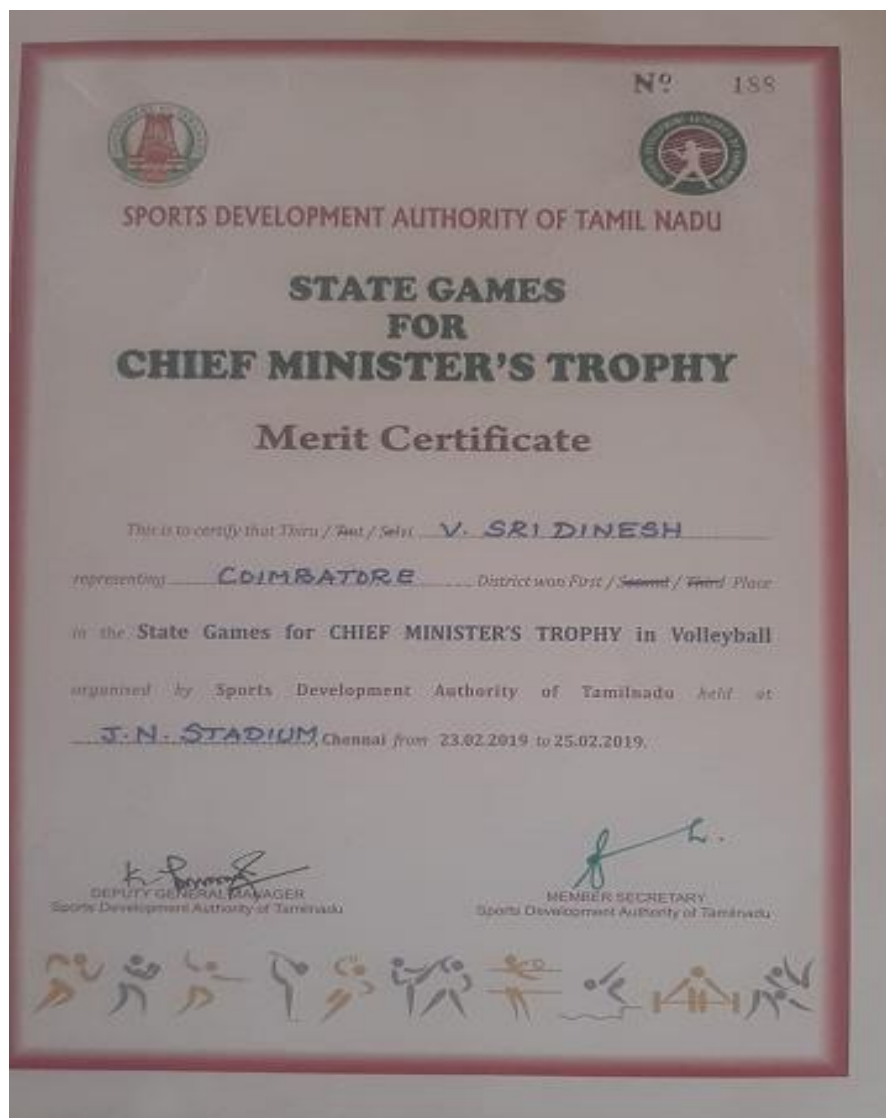 Nº 188
SPORTS DEVELOPMENT AUTHORITY OF TAMIL NADU
STATE GAMES
FOR
CHIEF MINISTER'S TROPHY
Merit Certificate
This is to certify that Thiru / Tmt / Selvi V. SRI DINESH
representing COIMBATORE District won First / Second / Third Place
in the State Games for CHIEF MINISTER'S TROPHY in Volleyball
organised by Sports Development Authority of Tamilnadu held at
J.N. STADIUM, Chennai from 23.02.2019 to 25.02.2019.
DEPUTY GENERAL MANAGER
Sports Development Authority of Tamilnadu
MEMBER SECRETARY
Sports Development Authority of Tamilnadu